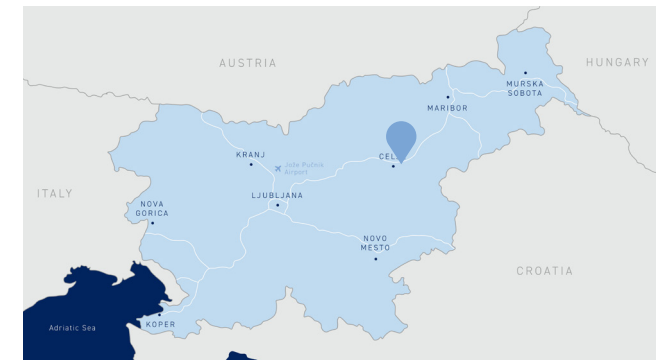 AUSTRIA
HUNGARY
MURSKA
SOBOTA
MARIBOR
KRANJ
Jože Pučnik
Airport
CEL
ITALY
LJUBLJANA
NOVA
GORICA
NOVO
MESTO
CROATIA
KOPER
Adriatic Sea